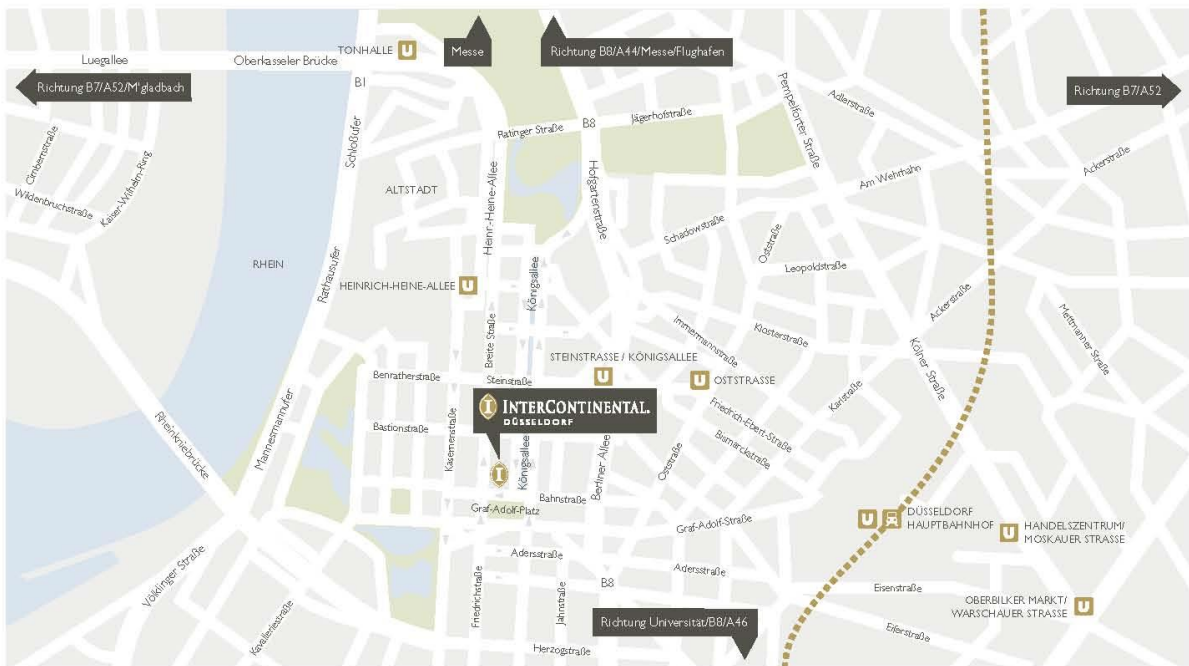 TONHALLE
Messe
Richtung B8/A44/Messe/Flughafen
Luegallee
Oberkasseler Brücke
B1
Richtung B7/A52/M'gladbach
Richtung B7/A52
Pempelforter Straße
Adlerstraße
Ratinger Straße
B8
Jägerhofstraße
Cimbernstraße
Kaiser-Wilhelm-Ring
Wildenbruchstraße
Schloßufer
ALTSTADT
Heinr.-Heine-Allee
Hofgartenstraße
Am Wehrhahn
Ackerstraße
Schadowstraße
Oststraße
Leopoldstraße
RHEIN
Rathausufer
HEINRICH-HEINE-ALLEE
Königsallee
Ackerstraße
Breite Straße
Immermannstraße
Klosterstraße
Kölner Straße
Mettmanner Straße
STEINSTRASSE / KÖNIGSALLEE
Benratherstraße
Steinstraße
OSTSTRASSE
Karlstraße
INTERCONTINENTAL.
DÜSSELDORF
Friedrich-Ebert-Straße
Bismarckstraße
Rheinkniebrücke
Mannesmannufer
Bastionstraße
Kasernenstraße
Königsallee
Berliner Allee
Oststraße
Bahnstraße
Graf-Adolf-Platz
Graf-Adolf-Straße
DÜSSELDORF
HAUPTBAHNHOF
HANDELSZENTRUM/
MOSKAUER STRASSE
Völklinger Straße
Adersstraße
Adersstraße
B8
Eisenstraße
OBERBILKER MARKT/
WARSCHAUER STRASSE
Friedrichstraße
Jahnstraße
Kavalleriestraße
Richtung Universität/B8/A46
Eiferstraße
Herzogstraße